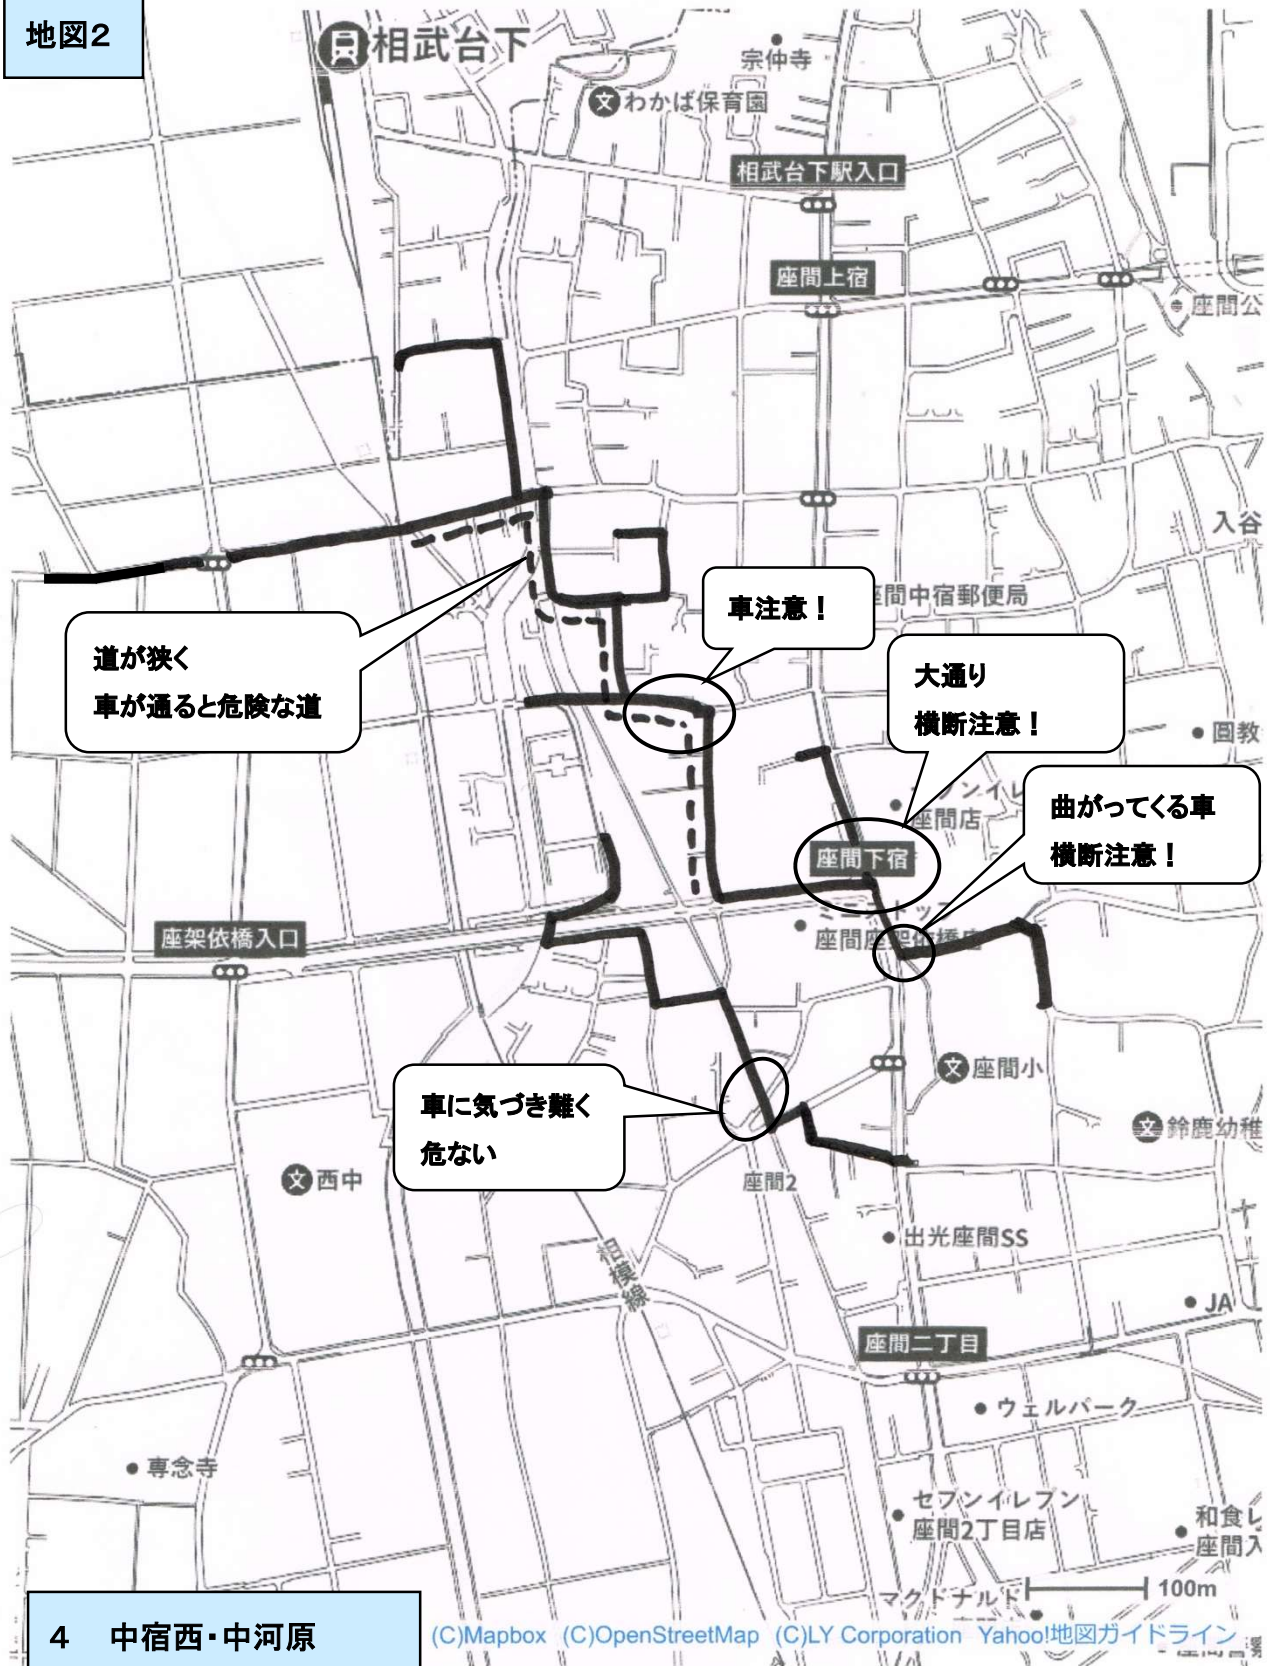 地図2
相武台下
宗仲寺
わかば保育園
相武台下駅入口
座間上宿
座間公
入谷
間中宿郵便局
車注意！
道が狭く
車が通ると危険な道
大通り
横断注意！
圓教
座間店
曲がってくる車
横断注意！
座間下宿
座架依橋入口
座間小
車に気づき難く
危ない
鈴鹿幼稚
西中
座間2
出光座間SS
相模線
JA
座間二丁目
ウェルパーク
専念寺
セブンイレブン
座間2丁目店
和食レ
座間入
マクドナルド
100m
4 中宿西・中河原
(C)Mapbox (C)OpenStreetMap (C)LY Corporation Yahoo!地図ガイドライン